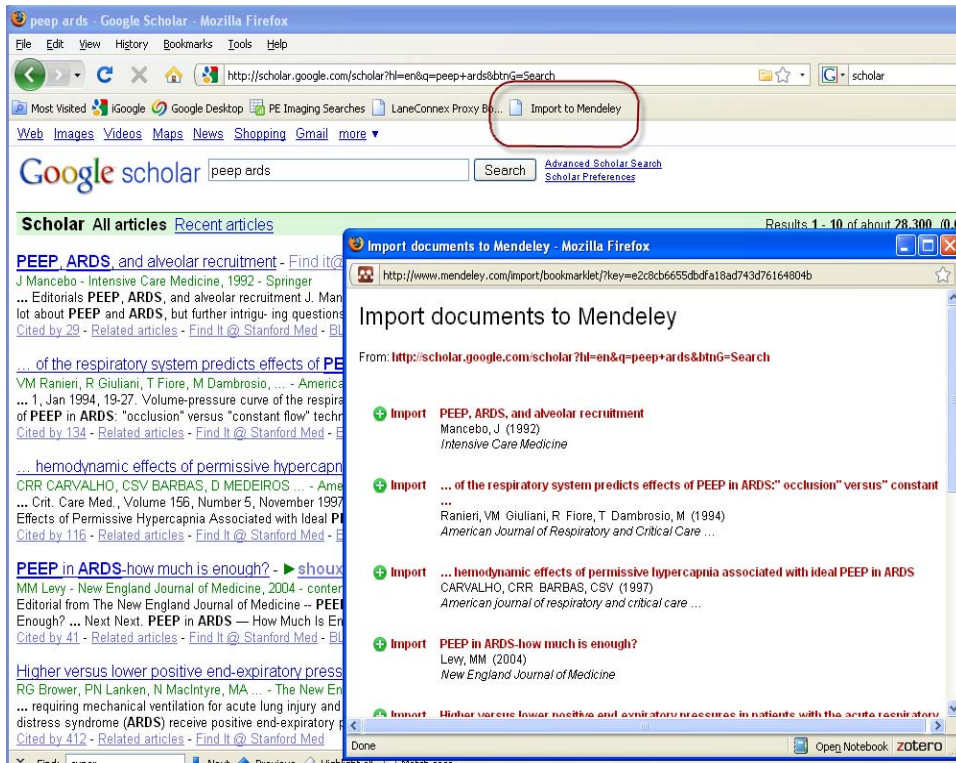 peep ards - Google Scholar - Mozilla Firefox
File Edit View History Bookmarks Tools Help
http://scholar.google.com/scholar?hl=en&q=peep+ards&btnG=Search
G scholar
Most Visited iGoogle Google Desktop PE Imaging Searches LaneConnex Proxy Bo... Import to Mendeley
Web Images Videos Maps News Shopping Gmail more ▼
Google scholar peep ards Search Advanced Scholar Search
Scholar Preferences
Scholar All articles Recent articles Results 1 - 10 of about 28,300. (0.
PEEP, ARDS, and alveolar recruitment - Find it@
J Mancebo - Intensive Care Medicine, 1992 - Springer
... Editorials PEEP, ARDS, and alveolar recruitment J. Man
lot about PEEP and ARDS, but further intrigu- ing questions
Cited by 29 - Related articles - Find It @ Stanford Med - BL
... of the respiratory system predicts effects of PE
VM Ranieri, R Giuliani, T Fiore, M Dambrosio, ... - America
... 1, Jan 1994, 19-27. Volume-pressure curve of the respira
of PEEP in ARDS: "occlusion" versus "constant flow" techn
Cited by 134 - Related articles - Find It @ Stanford Med - E
... hemodynamic effects of permissive hypercapn
CRR CARVALHO, CSV BARBAS, D MEDEIROS ... - Ame
... Crit. Care Med., Volume 156, Number 5, November 1997
Effects of Permissive Hypercapnia Associated with Ideal PI
Cited by 116 - Related articles - Find It @ Stanford Med - E
PEEP in ARDS-how much is enough? - ▶ shoux
MM Levy - New England Journal of Medicine, 2004 - conter
Editorial from The New England Journal of Medicine -- PEEI
Enough? ... Next Next. PEEP in ARDS — How Much Is En
Cited by 41 - Related articles - Find It @ Stanford Med - BL
Higher versus lower positive end-expiratory press
RG Brower, PN Lanken, N MacIntyre, MA ... - The New En
... requiring mechanical ventilation for acute lung injury and
distress syndrome (ARDS) receive positive end-expiratory p
Cited by 412 - Related articles - Find It @ Stanford Med
Import documents to Mendeley - Mozilla Firefox
http://www.mendeley.com/import/bookmarklet/?key=e2c8cb6655dbdfa18ad743d76164804b
Import documents to Mendeley
From: http://scholar.google.com/scholar?hl=en&q=peep+ards&btnG=Search
Import PEEP, ARDS, and alveolar recruitment
Mancebo, J (1992)
Intensive Care Medicine
Import ... of the respiratory system predicts effects of PEEP in ARDS:" occlusion" versus" constant
...
Ranieri, VM Giuliani, R Fiore, T Dambrosio, M (1994)
American Journal of Respiratory and Critical Care ...
Import ... hemodynamic effects of permissive hypercapnia associated with ideal PEEP in ARDS
CARVALHO, CRR BARBAS, CSV (1997)
American journal of respiratory and critical care ...
Import PEEP in ARDS-how much is enough?
Levy, MM (2004)
New England Journal of Medicine
Import Higher versus lower positive end expiratory pressures in patients with the acute respiratory
Done Open Notebook zotero